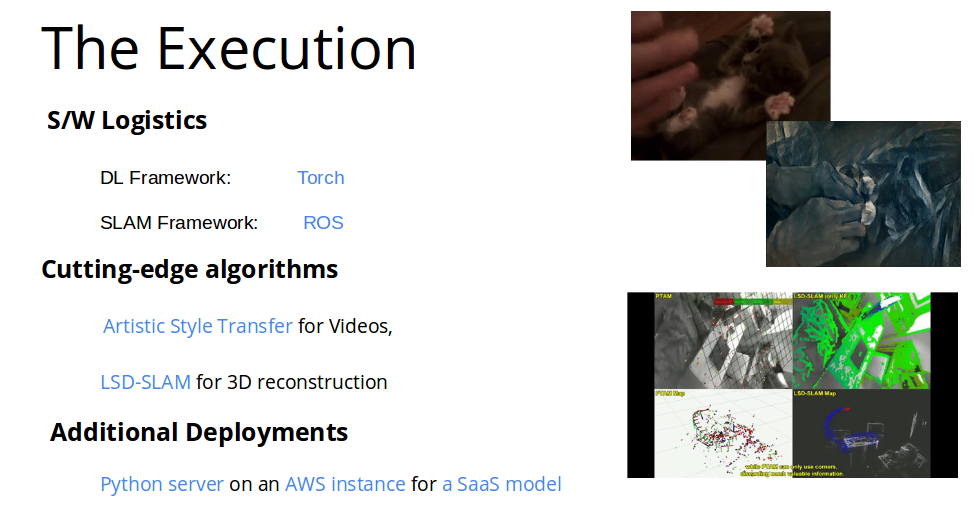 The Execution
S/W Logistics
DL Framework: Torch
SLAM Framework: ROS
Cutting-edge algorithms
Artistic Style Transfer for Videos,
LSD-SLAM for 3D reconstruction
Additional Deployments
Python server on an AWS instance for a SaaS model
PTAM
LSD-SLAM (only KF)
PTAM Map
LSD-SLAM Map
while PTAM can only use corners,
discarding much valuable information.